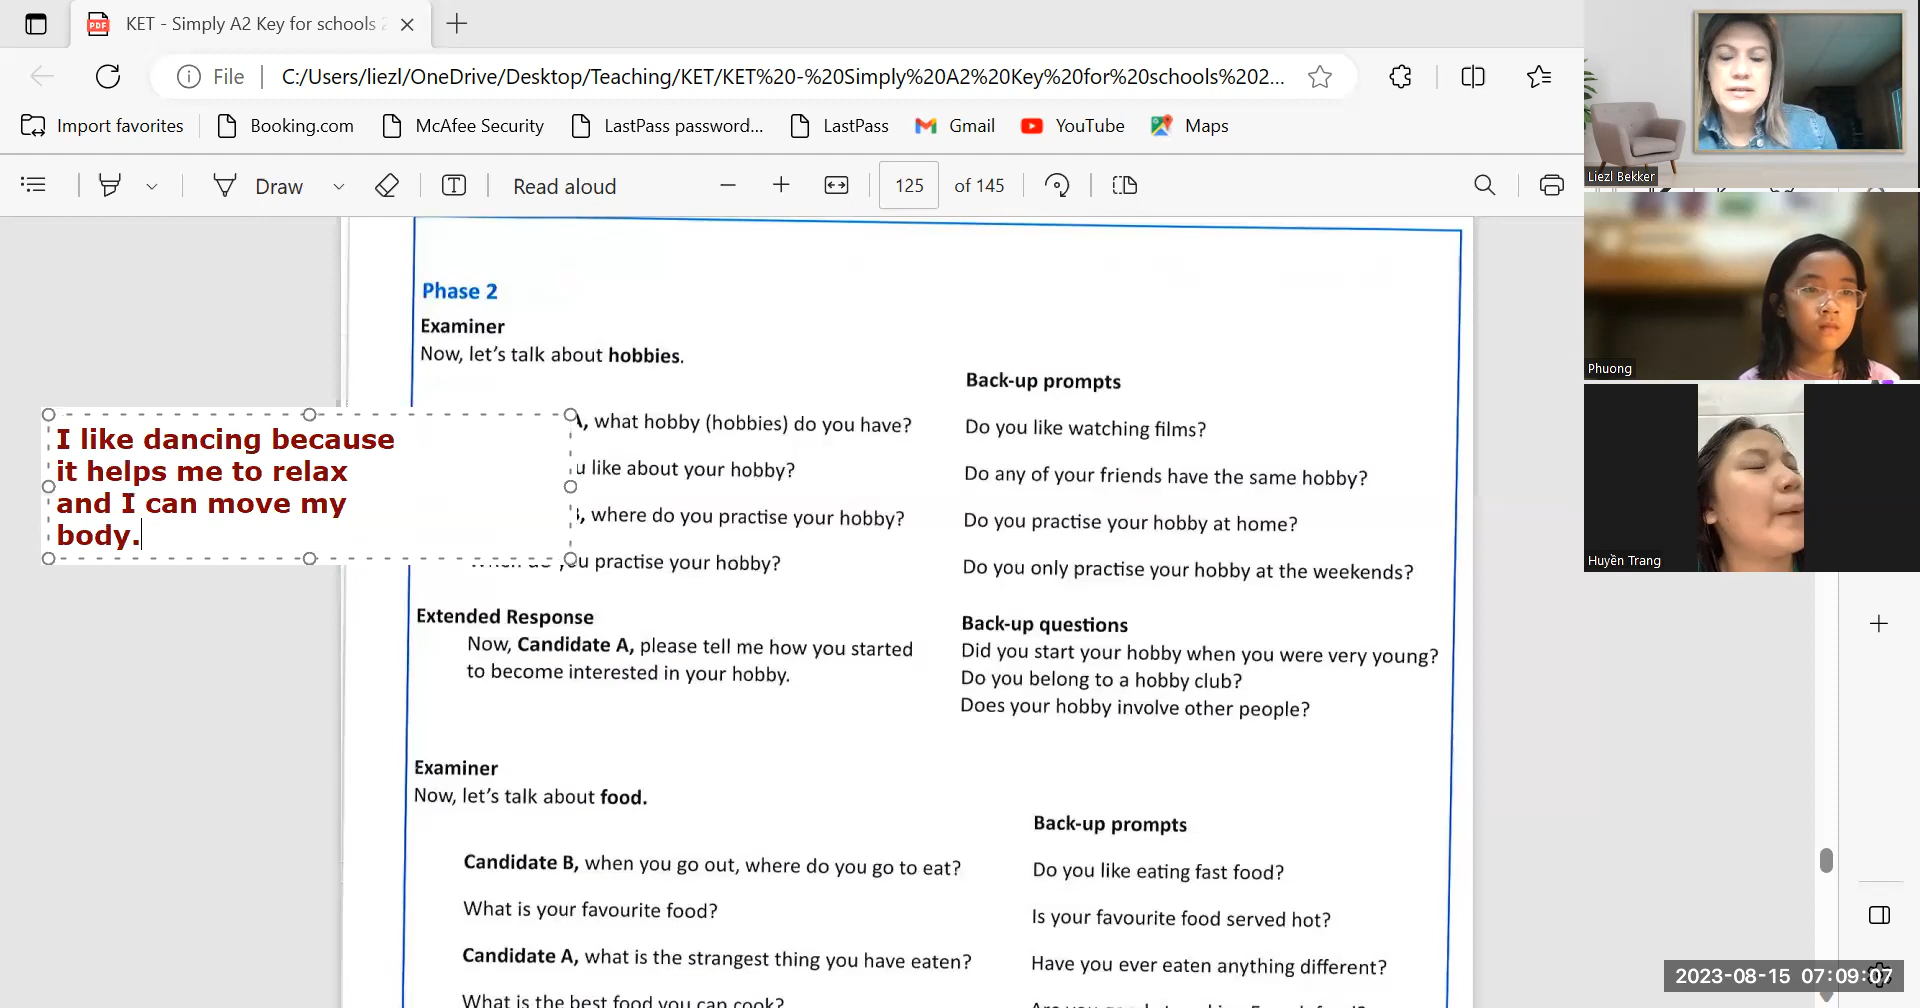 KET - Simply A2 Key for schools 2
File
C:/Users/liezl/OneDrive/Desktop/Teaching/KET/KET%20-%20Simply%20A2%20Key%20for%20schools%202...
Import favorites
Booking.com
McAfee Security
LastPass password...
LastPass
Gmail
YouTube
Maps
Draw
Read aloud
125 of 145
Phase 2
Examiner
Now, let's talk about hobbies.
Back-up prompts
A, what hobby (hobbies) do you have?
Do you like watching films?
u like about your hobby?
Do any of your friends have the same hobby?
, where do you practise your hobby?
Do you practise your hobby at home?
you practise your hobby?
Do you only practise your hobby at the weekends?
I like dancing because
it helps me to relax
and I can move my
body.
Extended Response
Now, Candidate A, please tell me how you started
to become interested in your hobby.
Back-up questions
Did you start your hobby when you were very young?
Do you belong to a hobby club?
Does your hobby involve other people?
Examiner
Now, let's talk about food.
Back-up prompts
Candidate B, when you go out, where do you go to eat?
Do you like eating fast food?
What is your favourite food?
Is your favourite food served hot?
Candidate A, what is the strangest thing you have eaten?
Have you ever eaten anything different?
What is the best food you can cook?
Liezl Bekker
Phuong
Huyền Trang
2023-08-15 07:09:07